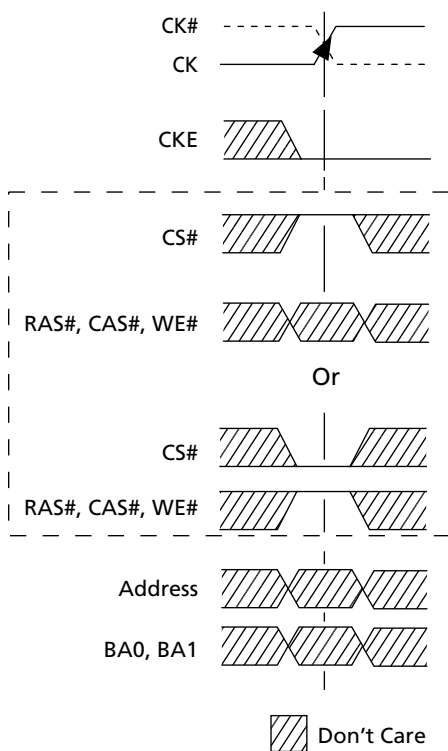 CK#
CK
CKE
CS#
RAS#, CAS#, WE#
Or
CS#
RAS#, CAS#, WE#
Address
BA0, BA1
Don't Care